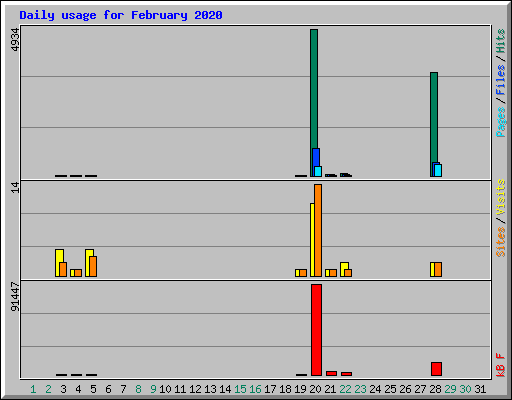 Daily usage for February 2020
4934
14
91447
Pages / Files / Hits
Sites / Visits
kB F
1 2 3 4 5 6 7 8 9 10 11 12 13 14 15 16 17 18 19 20 21 22 23 24 25 26 27 28 29 30 31